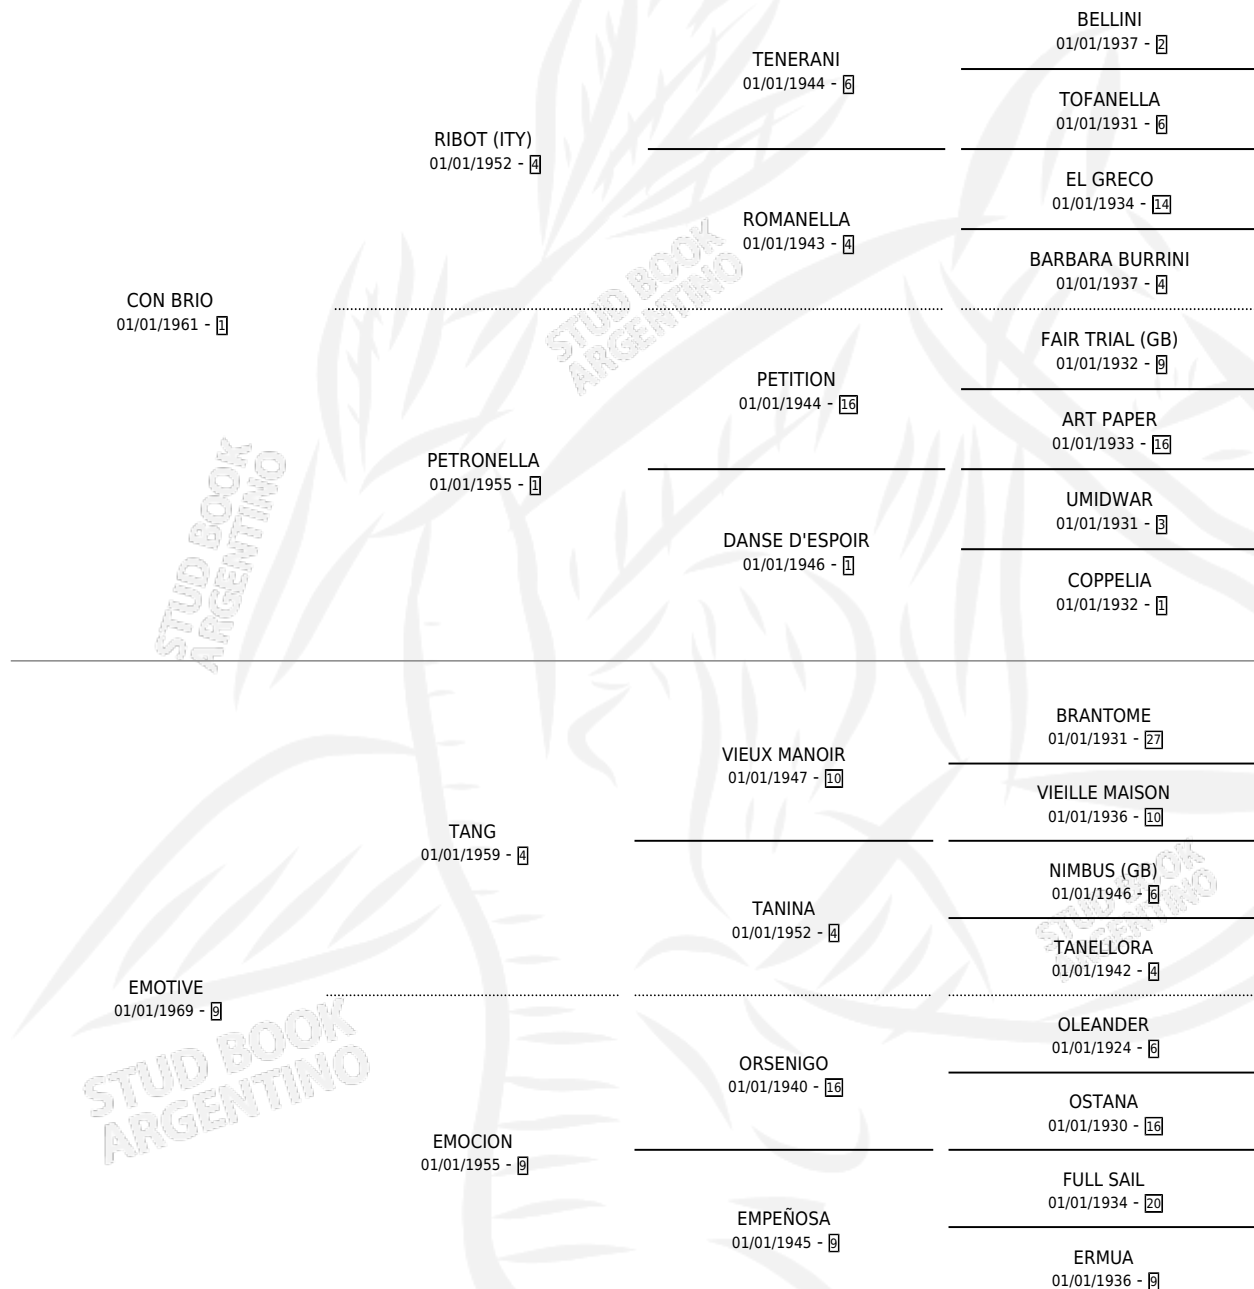 BELLINI
01/01/1937 - 2
TENERANI
01/01/1944 - 6
TOFANELLA
01/01/1931 - 6
RIBOT (ITY)
01/01/1952 - 4
EL GRECO
01/01/1934 - 14
ROMANELLA
01/01/1943 - 4
BARBARA BURRINI
01/01/1937 - 4
CON BRIO
01/01/1961 - 1
FAIR TRIAL (GB)
01/01/1932 - 9
PETITION
01/01/1944 - 16
ART PAPER
01/01/1933 - 16
PETRONELLA
01/01/1955 - 1
UMIDWAR
01/01/1931 - 3
DANSE D'ESPOIR
01/01/1946 - 1
COPPELIA
01/01/1932 - 1
BRANTOME
01/01/1931 - 27
VIEUX MANOIR
01/01/1947 - 10
VIEILLE MAISON
01/01/1936 - 10
TANG
01/01/1959 - 4
NIMBUS (GB)
01/01/1946 - 6
TANINA
01/01/1952 - 4
TANELLORA
01/01/1942 - 4
EMOTIVE
01/01/1969 - 9
OLEANDER
01/01/1924 - 6
ORSENIGO
01/01/1940 - 16
OSTANA
01/01/1930 - 16
EMOCION
01/01/1955 - 9
FULL SAIL
01/01/1934 - 20
EMPEÑOSA
01/01/1945 - 9
ERMUA
01/01/1936 - 9
STUD BOOK
ARGENTINO
STUD BOOK
ARGENTINO
STUD BOOK
ARGENTINO
STUD BOOK
ARGENTINO